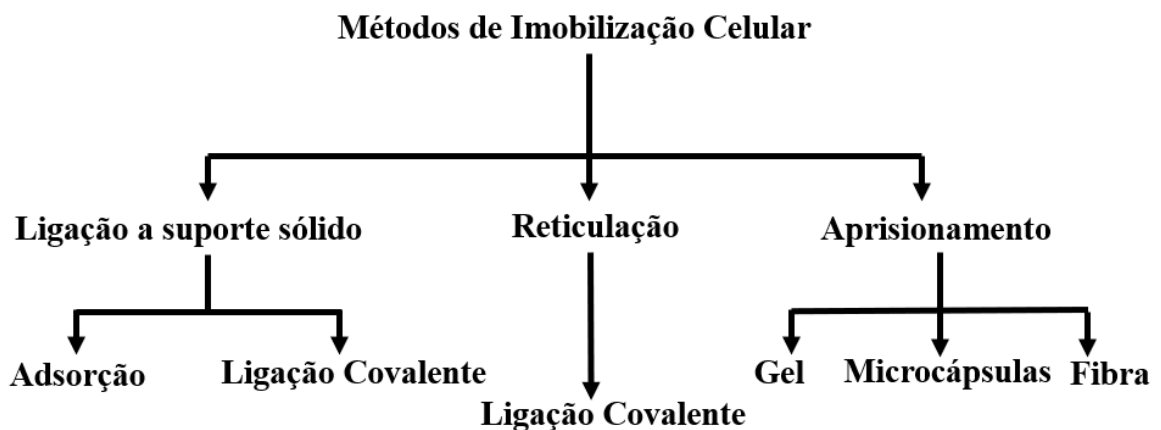 Métodos de Imobilização Celular
Ligação a suporte sólido
Reticulação
Aprisionamento
Adsorção
Ligação Covalente
Ligação Covalente
Gel
Microcápsulas
Fibra